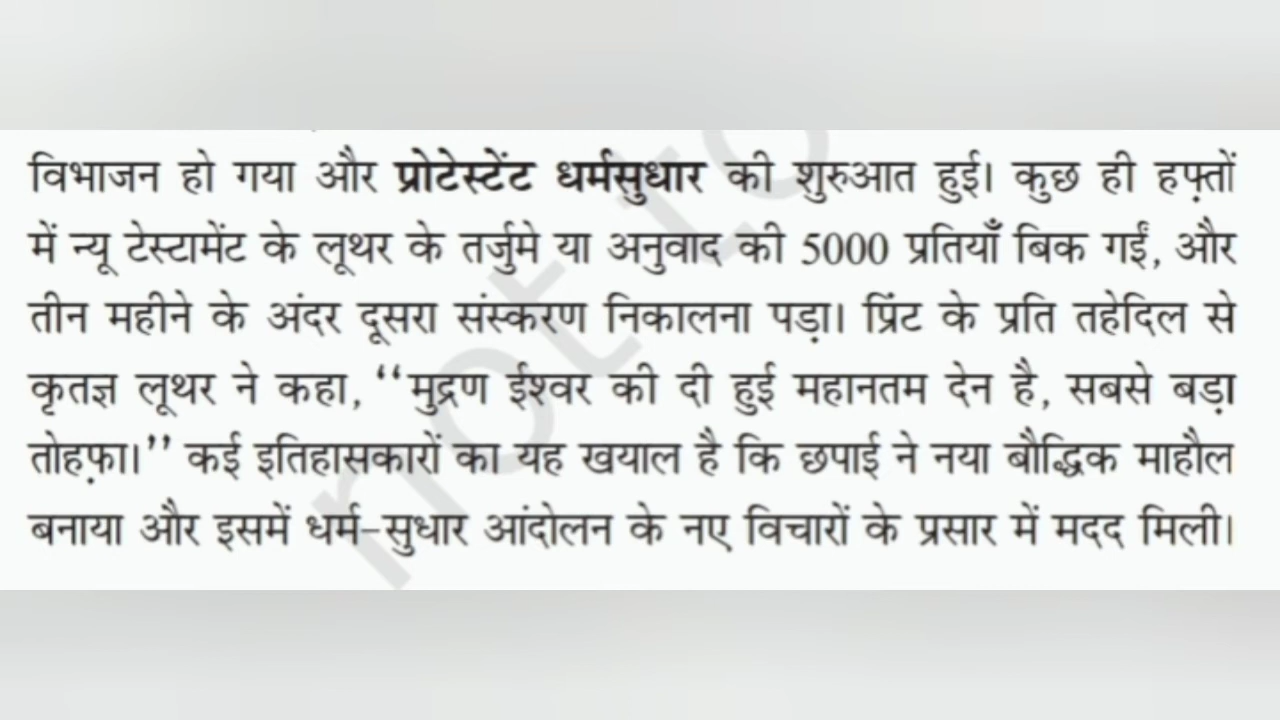 विभाजन हो गया और प्रोटेस्टेंट धर्मसुधार की शुरुआत हुई। कुछ ही हफ़्तों
में न्यू टेस्टामेंट के लूथर के तर्जुमे या अनुवाद की 5000 प्रतियाँ बिक गईं, और
तीन महीने के अंदर दूसरा संस्करण निकालना पड़ा। प्रिंट के प्रति तहेदिल से
कृतज्ञ लूथर ने कहा, ‘‘मुद्रण ईश्वर की दी हुई महानतम देन है, सबसे बड़ा
तोहफ़ा।’’ कई इतिहासकारों का यह खयाल है कि छपाई ने नया बौद्धिक माहौल
बनाया और इसमें धर्म-सुधार आंदोलन के नए विचारों के प्रसार में मदद मिली।
not to